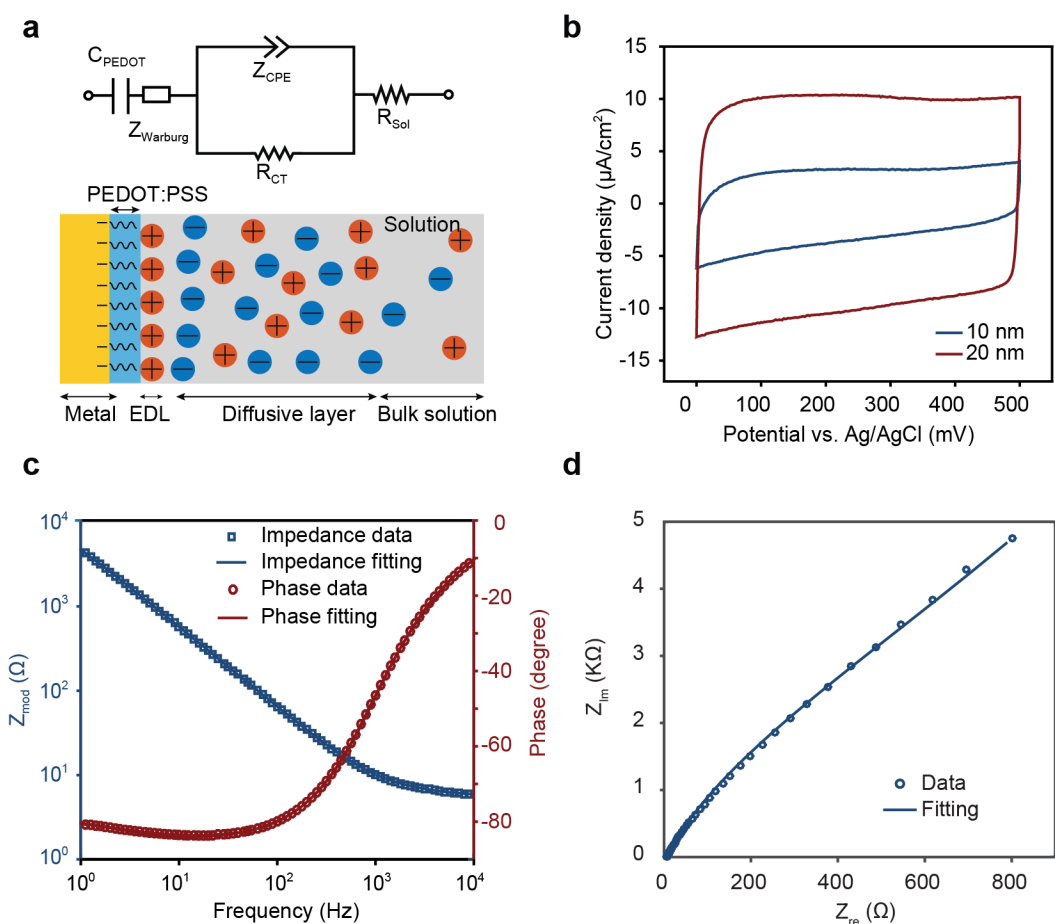 a
C_PEDOT
Z_Warburg
Z_CPE
R_CT
R_Sol
PEDOT:PSS
Solution
Metal
EDL
Diffusive layer
Bulk solution
b
Current density (μA/cm²)
15
10
5
0
-5
-10
-15
0 100 200 300 400 500
Potential vs. Ag/AgCl (mV)
10 nm
20 nm
c
Z_mod (Ω)
10⁴
10³
10²
10¹
10⁰
Impedance data
Impedance fitting
Phase data
Phase fitting
0
-20
-40
-60
-80
Phase (degree)
10⁰ 10¹ 10² 10³ 10⁴
Frequency (Hz)
d
Z_Im (KΩ)
5
4
3
2
1
0
Data
Fitting
0 200 400 600 800
Z_re (Ω)